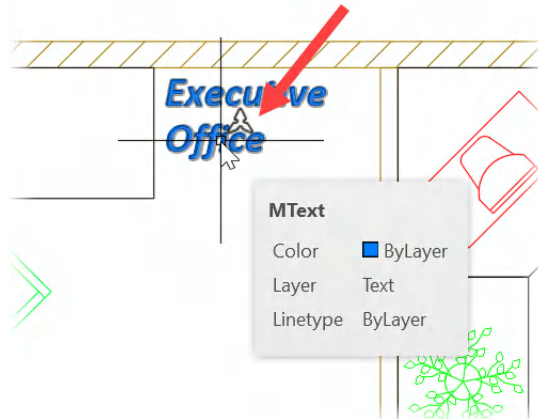 Executive
Office
MText
Color ByLayer
Layer Text
Linetype ByLayer